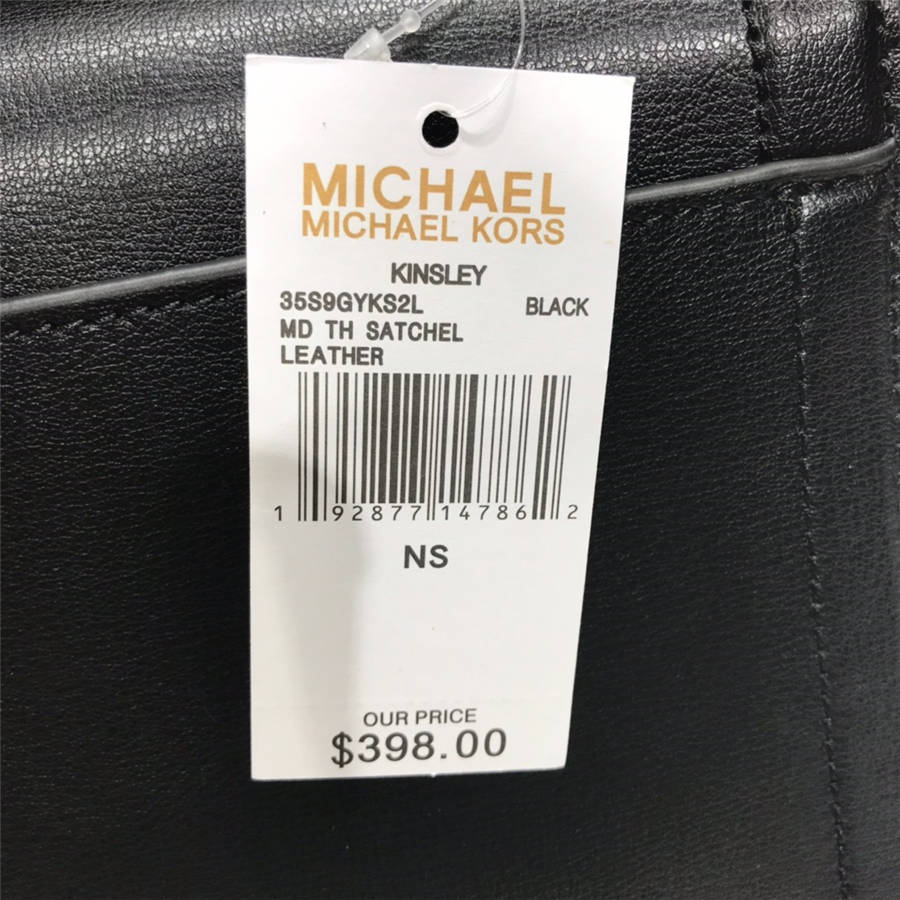 MICHAEL
MICHAEL KORS
KINSLEY
35S9GYKS2L BLACK
MD TH SATCHEL
LEATHER
1 92877 14786 2
NS
OUR PRICE
$398.00